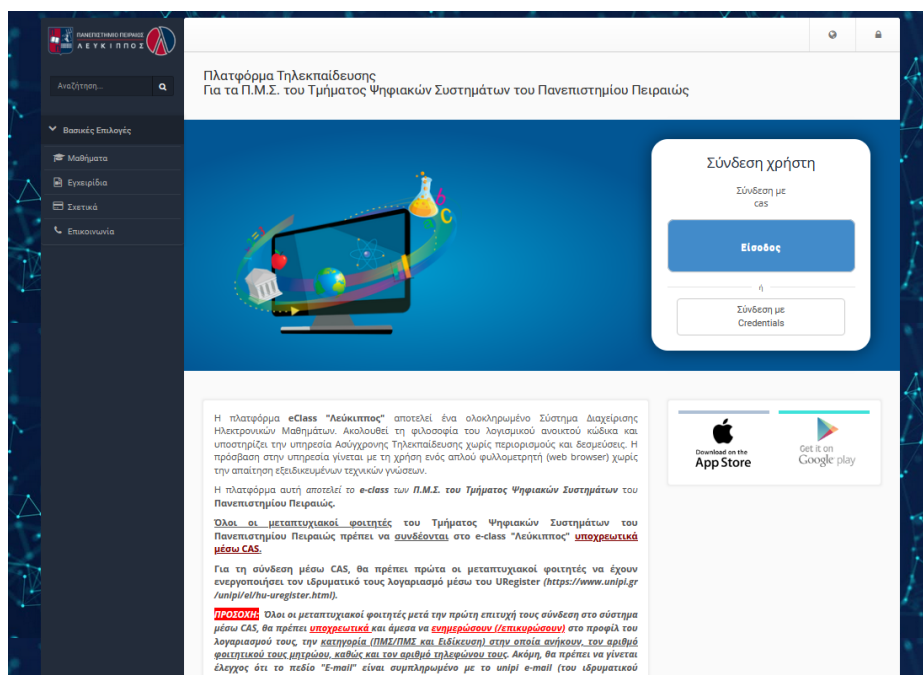 ΠΑΝΕΠΙΣΤΗΜΙΟ ΠΕΙΡΑΙΩΣ
ΛΕΥΚΙΠΠΟΣ
Αναζήτηση...
Βασικές Επιλογές
Μαθήματα
Εγχειρίδια
Σχετικά
Επικοινωνία
Πλατφόρμα Τηλεκπαίδευσης
Για τα Π.Μ.Σ. του Τμήματος Ψηφιακών Συστημάτων του Πανεπιστημίου Πειραιώς
Σύνδεση χρήστη
Σύνδεση με
cas
Είσοδος
ή
Σύνδεση με
Credentials
Η πλατφόρμα eClass "Λεύκιππος" αποτελεί ένα ολοκληρωμένο Σύστημα Διαχείρισης
Ηλεκτρονικών Μαθημάτων. Ακολουθεί τη φιλοσοφία του λογισμικού ανοικτού κώδικα και
υποστηρίζει την υπηρεσία Ασύγχρονης Τηλεκπαίδευσης χωρίς περιορισμούς και δεσμεύσεις. Η
πρόσβαση στην υπηρεσία γίνεται με τη χρήση ενός απλού φυλλομετρητή (web browser) χωρίς
την απαίτηση εξειδικευμένων τεχνικών γνώσεων.
Η πλατφόρμα αυτή αποτελεί το e-class των Π.Μ.Σ. του Τμήματος Ψηφιακών Συστημάτων του
Πανεπιστημίου Πειραιώς.
Όλοι οι μεταπτυχιακοί φοιτητές του Τμήματος Ψηφιακών Συστημάτων του
Πανεπιστημίου Πειραιώς πρέπει να συνδέονται στο e-class "Λεύκιππος" υποχρεωτικά
μέσω CAS.
Για τη σύνδεση μέσω CAS, θα πρέπει πρώτα οι μεταπτυχιακοί φοιτητές να έχουν
ενεργοποιήσει τον ιδρυματικό τους λογαριασμό μέσω του URegister (https://www.unipi.gr
/unipi/el/hu-uregister.html).
ΠΡΟΣΟΧΗ: Όλοι οι μεταπτυχιακοί φοιτητές μετά την πρώτη επιτυχή τους σύνδεση στο σύστημα
μέσω CAS, θα πρέπει υποχρεωτικά και άμεσα να ενημερώσουν (/επικυρώσουν) στο προφίλ του
λογαριασμού τους, την κατηγορία (ΠΜΣ/ΠΜΣ και Ειδίκευση) στην οποία ανήκουν, τον αριθμό
φοιτητικού τους μητρώου, καθώς και τον αριθμό τηλεφώνου τους. Ακόμη, θα πρέπει να γίνεται
έλεγχος ότι το πεδίο "E-mail" είναι συμπληρωμένο με το unipi e-mail (του ιδρυματικού
Download on the
App Store
Get it on
Google play